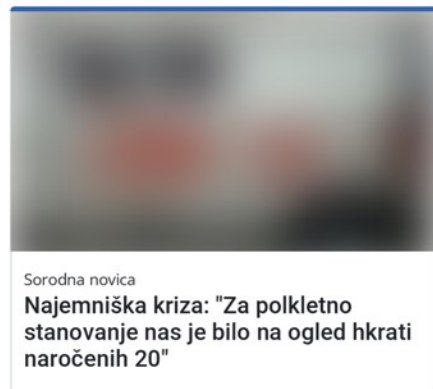 Sorodna novica
Najemniška kriza: "Za polkletno
stanovanje nas je bilo na ogled hkrati
naročenih 20"